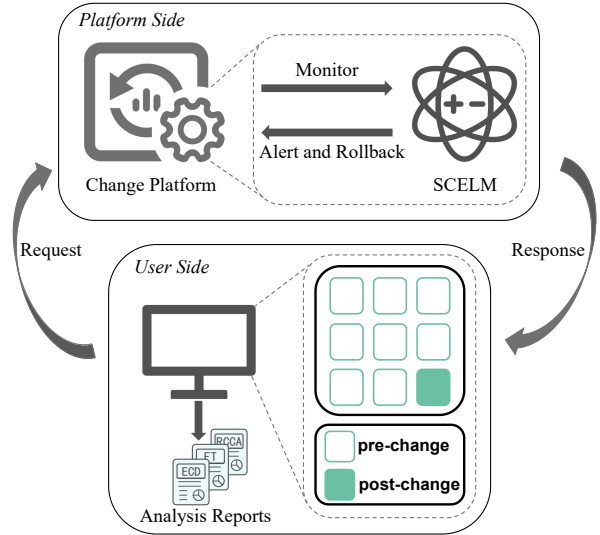 Platform Side
Monitor
Alert and Rollback
Change Platform
SCELM
Request
Response
User Side
RCCA
FT
ECD
Analysis Reports
pre-change
post-change